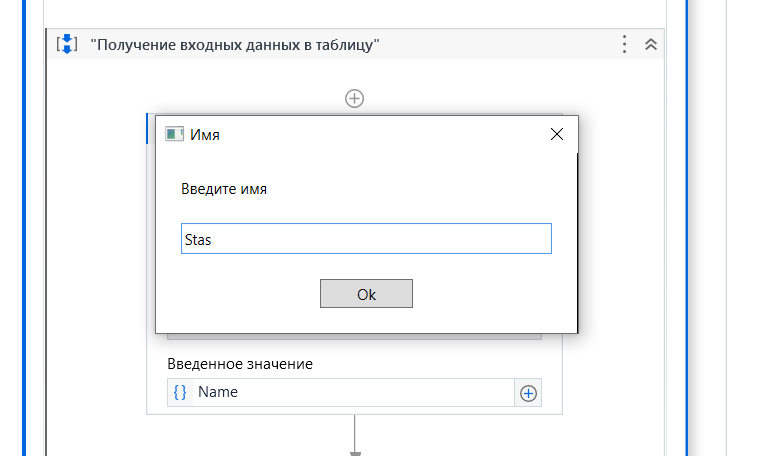 "Получение входных данных в таблицу"
Имя
Введите имя
Stas
Ok
Введенное значение
{} Name